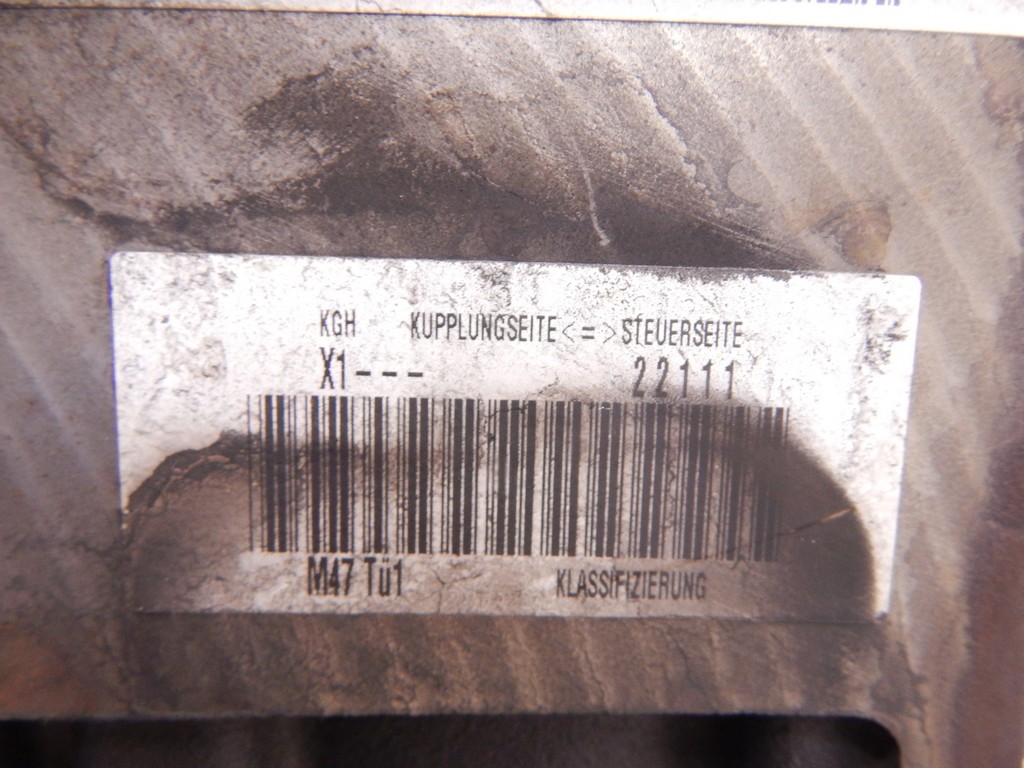 KGH KUPPLUNGSEITE <=> STEUERSEITE
X1--- 22111
M47 Tü1 KLASSIFIZIERUNG